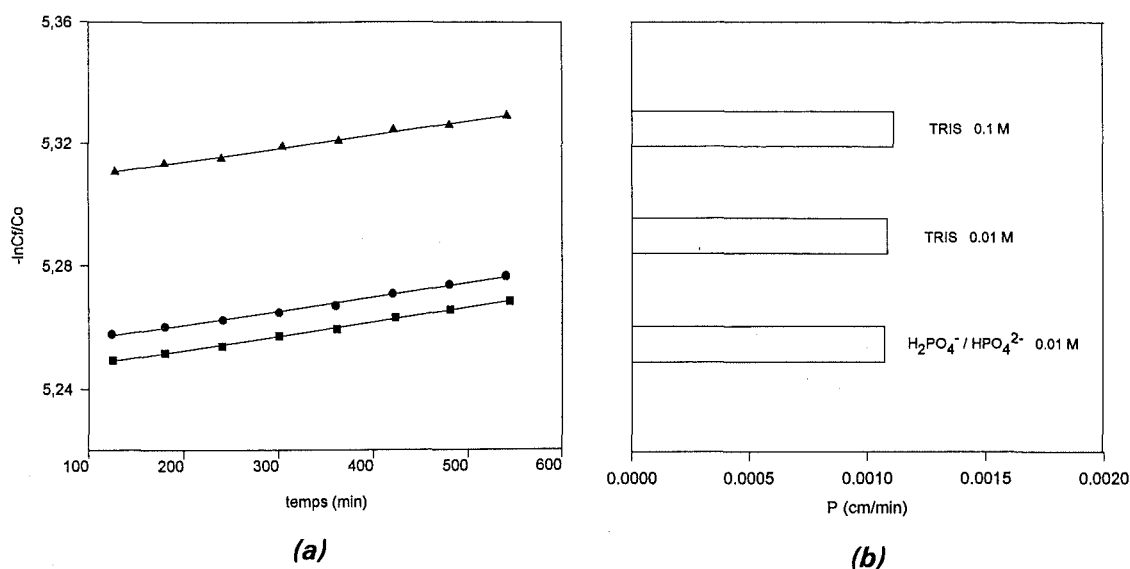 5,36
5,32
5,28
5,24
-lnCf/Co
100 200 300 400 500 600
temps (min)
(a)
TRIS 0.1 M
TRIS 0.01 M
H₂PO₄⁻ / HPO₄²⁻ 0.01 M
0.0000 0.0005 0.0010 0.0015 0.0020
P (cm/min)
(b)